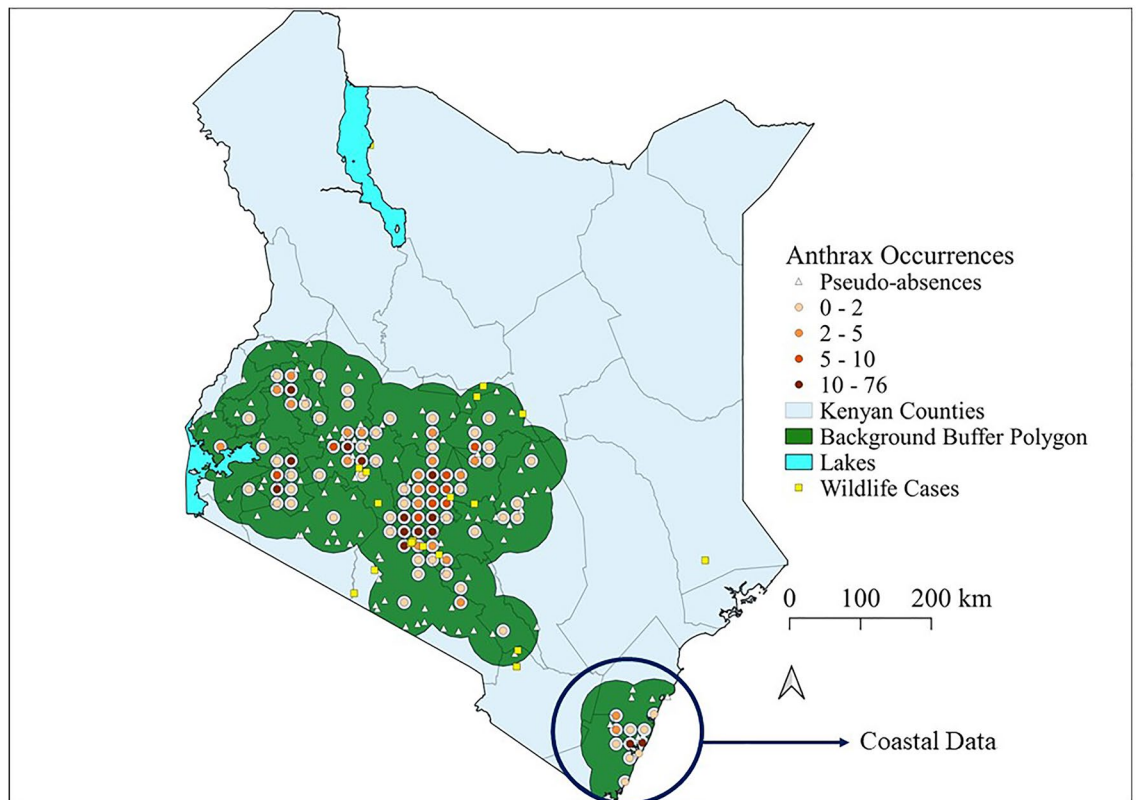 Anthrax Occurrences
Pseudo-absences
0 - 2
2 - 5
5 - 10
10 - 76
Kenyan Counties
Background Buffer Polygon
Lakes
Wildlife Cases
0 100 200 km
Coastal Data